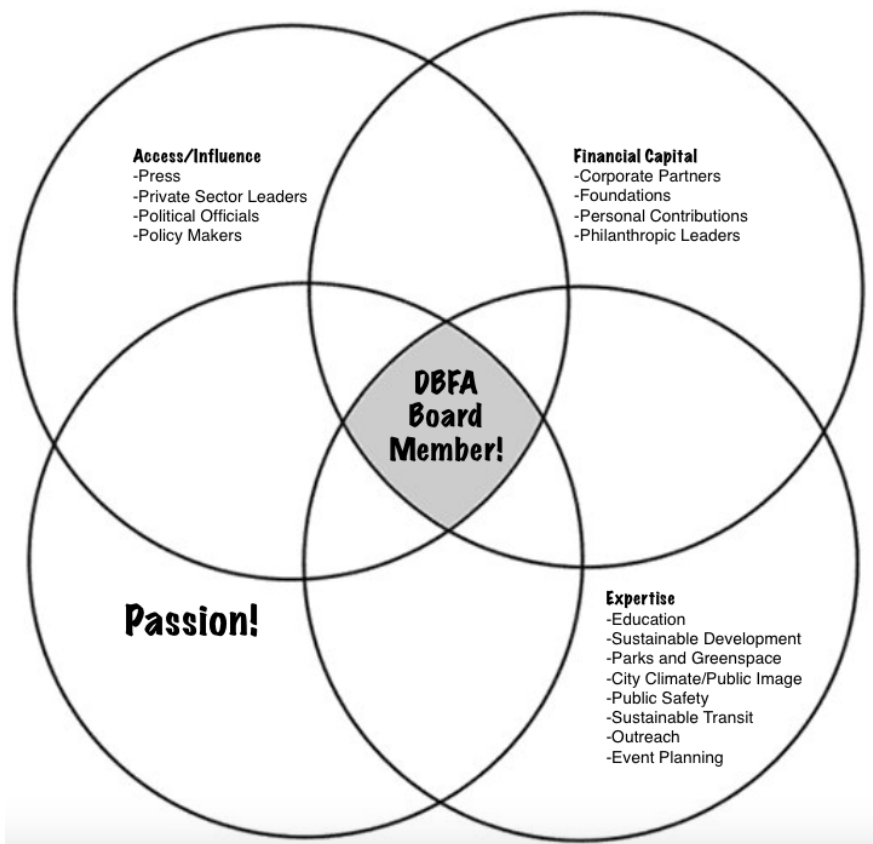 Access/Influence
-Press
-Private Sector Leaders
-Political Officials
-Policy Makers
Financial Capital
-Corporate Partners
-Foundations
-Personal Contributions
-Philanthropic Leaders
DBFA
Board
Member!
Passion!
Expertise
-Education
-Sustainable Development
-Parks and Greenspace
-City Climate/Public Image
-Public Safety
-Sustainable Transit
-Outreach
-Event Planning